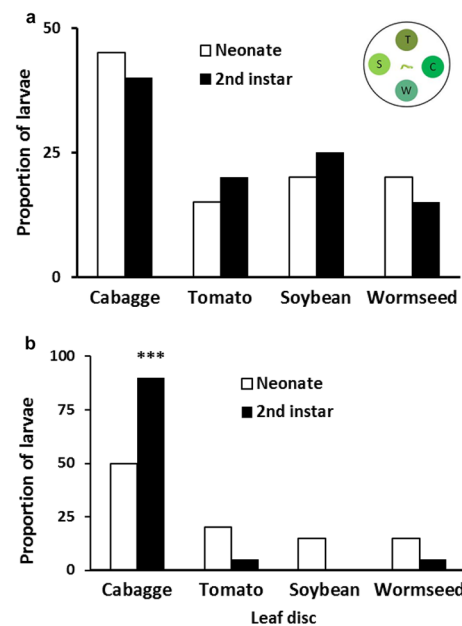 a
50
25
0
Proportion of larvae
Neonate
2nd instar
T
S
C
W
Cabagge Tomato Soybean Wormseed
b
100
75
50
25
0
Proportion of larvae
***
Neonate
2nd instar
Cabagge Tomato Soybean Wormseed
Leaf disc